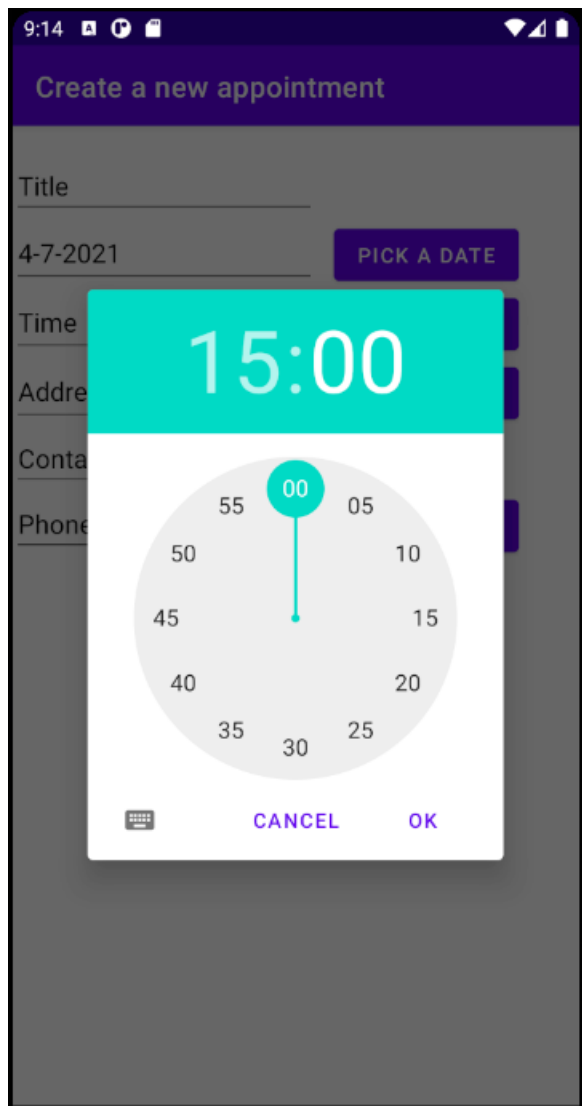 9:14
Create a new appointment
Title
4-7-2021 PICK A DATE
Time
Addre
Conta
Phone
15:00
00
55 05
50 10
45 15
40 20
35 25
30
CANCEL OK